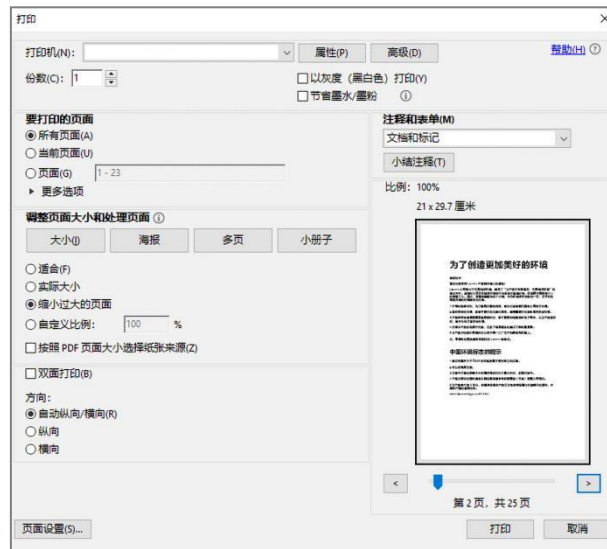 打印
打印机(N):
属性(P)
高级(D)
帮助(H)
份数(C): 1
以灰度（黑白色）打印(Y)
节省墨水/墨粉
要打印的页面
所有页面(A)
当前页面(U)
页面(G) 1 - 23
更多选项
注释和表单(M)
文档和标记
小结注释(T)
调整页面大小和处理页面
大小(I) 海报 多页 小册子
适合(F)
实际大小
缩小过大的页面
自定义比例: 100 %
按照 PDF 页面大小选择纸张来源(Z)
双面打印(B)
方向:
自动纵向/横向(R)
纵向
横向
比例: 100%
21 x 29.7 厘米
为了创造更加美好的环境
中国环境标志的提示
< >
第 2 页, 共 25 页
页面设置(S)...
打印 取消